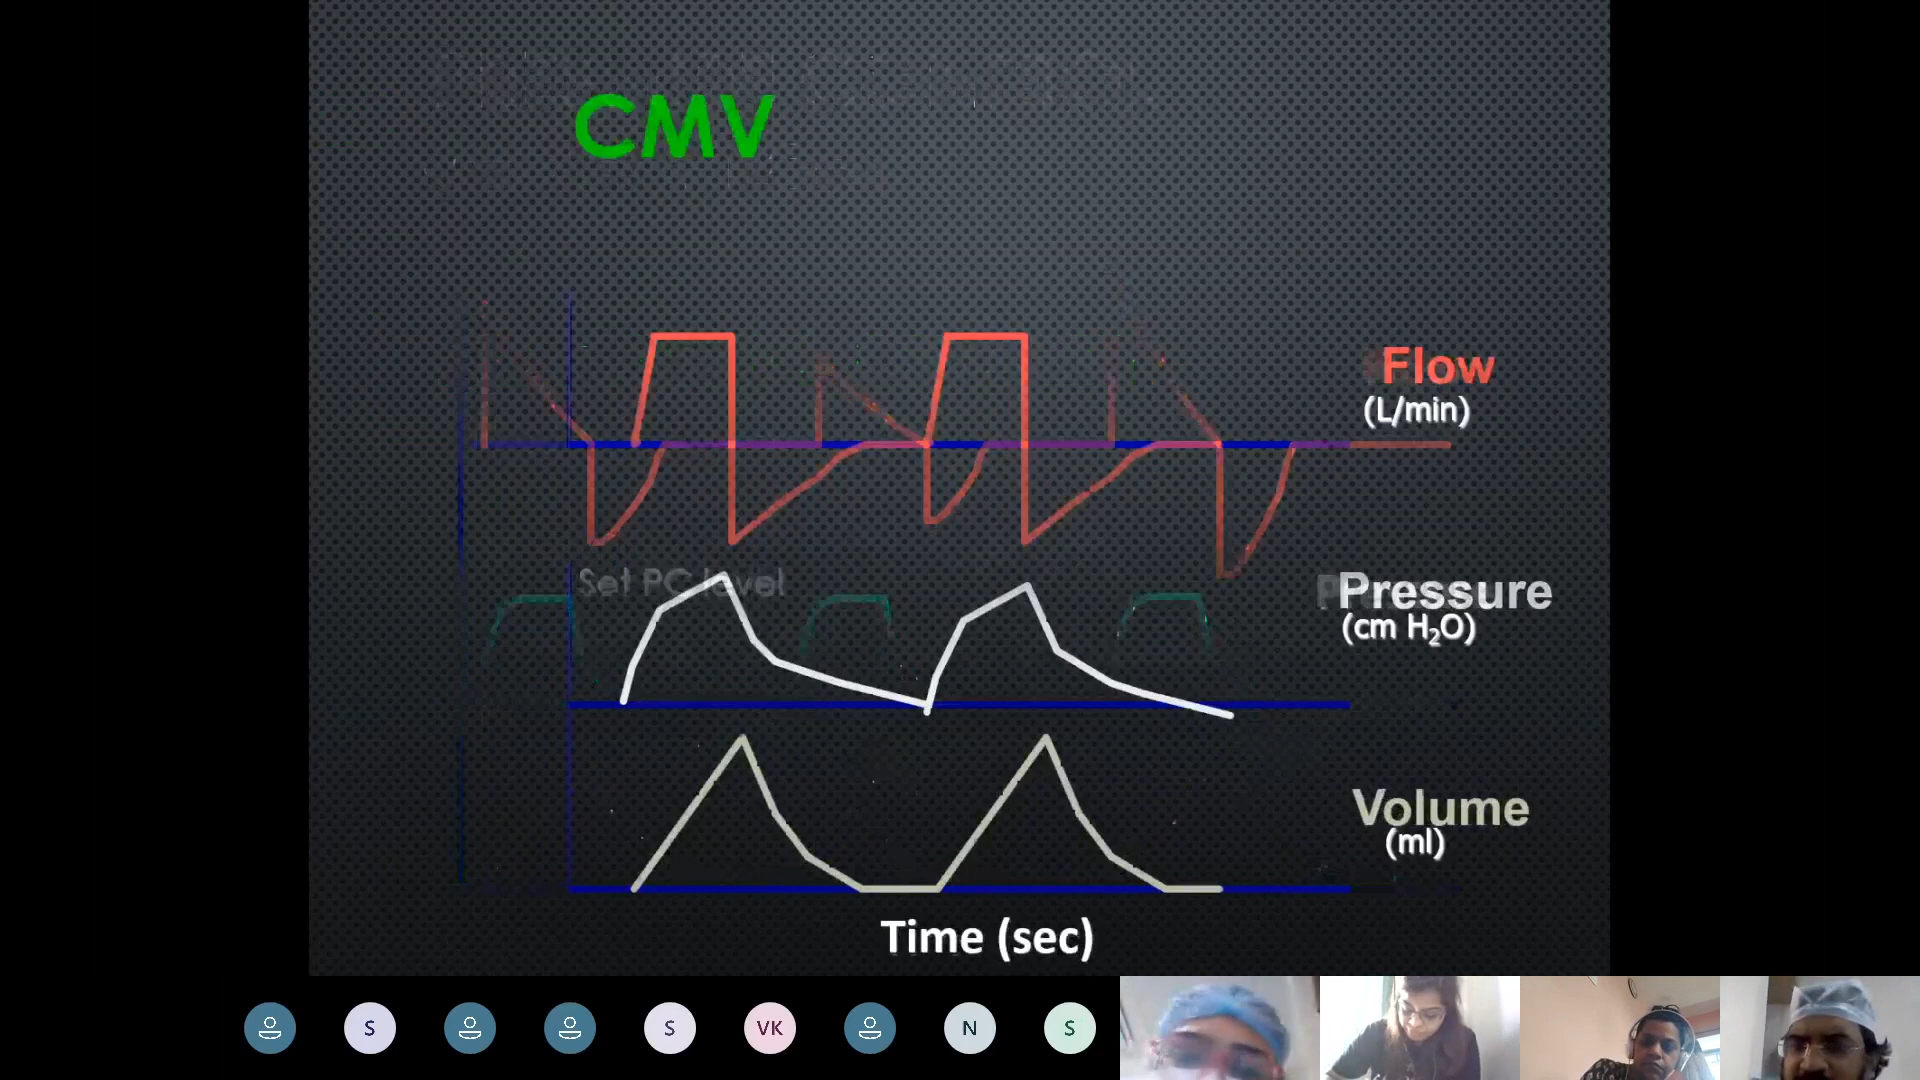 CMV
Flow
(L/min)
Set PC level
Pressure
(cm H₂O)
Volume
(ml)
Time (sec)
S
S
VK
N
S